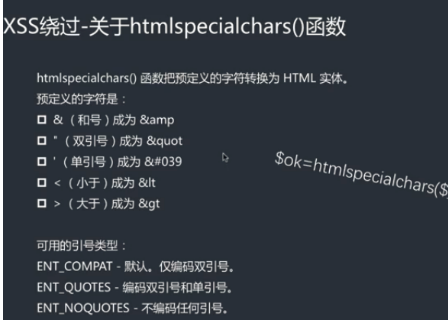 XSS绕过-关于htmlspecialchars()函数
htmlspecialchars() 函数把预定义的字符转换为 HTML 实体。
预定义的字符是：
& （和号）成为 &amp
" （双引号）成为 &quot
' （单引号）成为 &#039
< （小于）成为 &lt
> （大于）成为 &gt
$ok=htmlspecialchars($
可用的引号类型：
ENT_COMPAT - 默认。仅编码双引号。
ENT_QUOTES - 编码双引号和单引号。
ENT_NOQUOTES - 不编码任何引号。